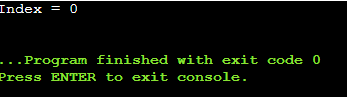 Index = 0
...Program finished with exit code 0
Press ENTER to exit console.